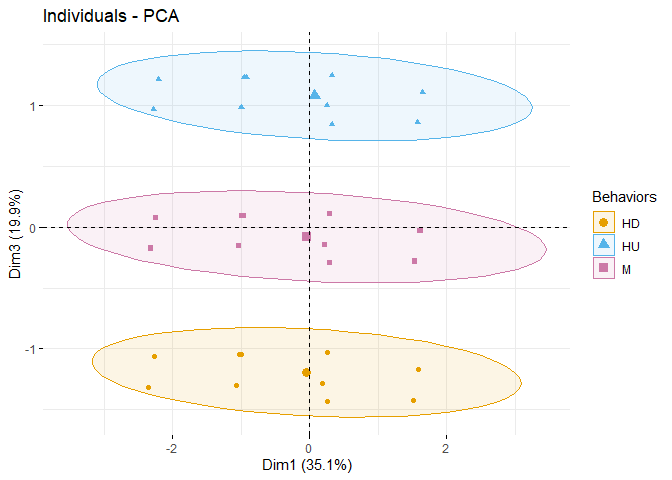 Individuals - PCA
Dim3 (19.9%)
1
0
-1
-2
0
2
Dim1 (35.1%)
Behaviors
HD
HU
M